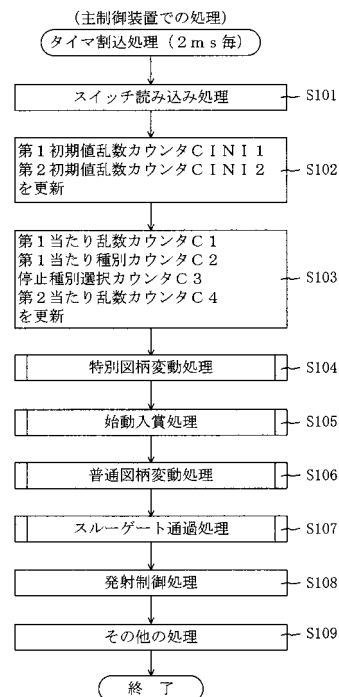 (主制御装置での処理)
タイマ割込処理(2ms毎)
スイッチ読み込み処理
S101
第1初期値乱数カウンタCINI1
第2初期値乱数カウンタCINI2
を更新
S102
第1当たり乱数カウンタC1
第1当たり種別カウンタC2
停止種別選択カウンタC3
第2当たり乱数カウンタC4
を更新
S103
特別図柄変動処理
S104
始動入賞処理
S105
普通図柄変動処理
S106
スルーゲート通過処理
S107
発射制御処理
S108
その他の処理
S109
終了